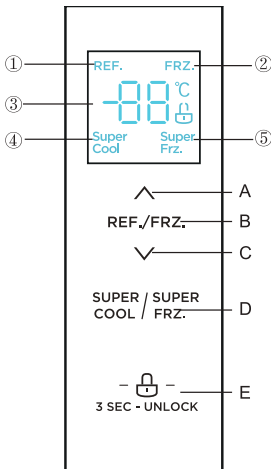 ① REF. FRZ. ②
③ -88 °C
④ Super Super ⑤
Cool Frz.
A
REF./FRZ. B
C
SUPER / SUPER
COOL / FRZ. D
E
3 SEC - UNLOCK